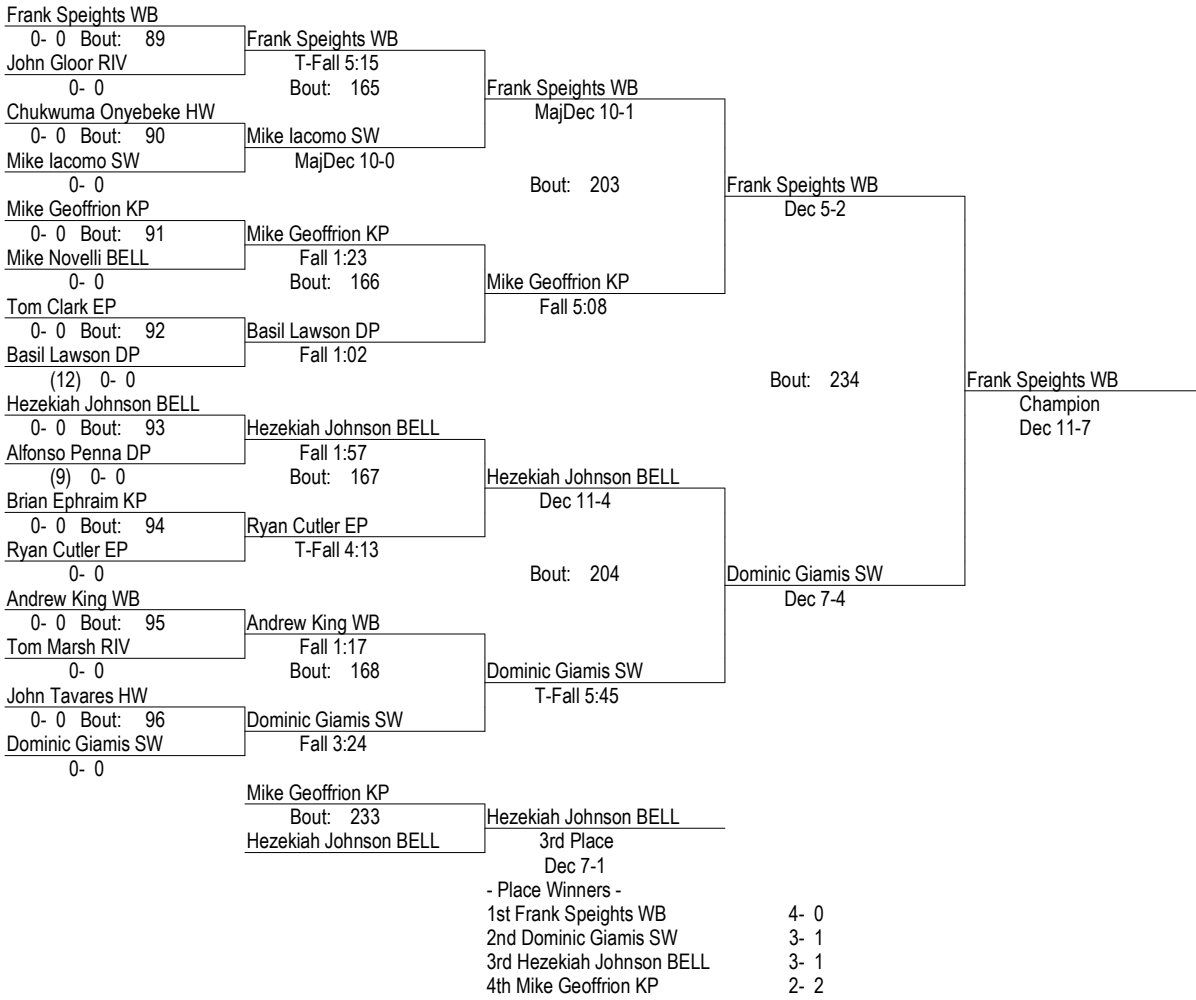 Frank Speights WB
0- 0 Bout: 89
Frank Speights WB
John Gloor RIV
T-Fall 5:15
0- 0
Bout: 165
Frank Speights WB
Chukwuma Onyebeke HW
MajDec 10-1
0- 0 Bout: 90
Mike Iacomo SW
Mike Iacomo SW
MajDec 10-0
0- 0
Bout: 203
Frank Speights WB
Mike Geoffrion KP
Dec 5-2
0- 0 Bout: 91
Mike Geoffrion KP
Mike Novelli BELL
Fall 1:23
0- 0
Bout: 166
Mike Geoffrion KP
Tom Clark EP
Fall 5:08
0- 0 Bout: 92
Basil Lawson DP
Basil Lawson DP
Fall 1:02
(12) 0- 0
Bout: 234
Frank Speights WB
Hezekiah Johnson BELL
Champion
0- 0 Bout: 93
Hezekiah Johnson BELL
Dec 11-7
Alfonso Penna DP
Fall 1:57
(9) 0- 0
Bout: 167
Hezekiah Johnson BELL
Brian Ephraim KP
Dec 11-4
0- 0 Bout: 94
Ryan Cutler EP
Ryan Cutler EP
T-Fall 4:13
0- 0
Bout: 204
Dominic Giamis SW
Andrew King WB
Dec 7-4
0- 0 Bout: 95
Andrew King WB
Tom Marsh RIV
Fall 1:17
0- 0
Bout: 168
Dominic Giamis SW
John Tavares HW
T-Fall 5:45
0- 0 Bout: 96
Dominic Giamis SW
Dominic Giamis SW
Fall 3:24
0- 0
Mike Geoffrion KP
Bout: 233
Hezekiah Johnson BELL
Hezekiah Johnson BELL
3rd Place
Dec 7-1
- Place Winners -
1st Frank Speights WB 4- 0
2nd Dominic Giamis SW 3- 1
3rd Hezekiah Johnson BELL 3- 1
4th Mike Geoffrion KP 2- 2